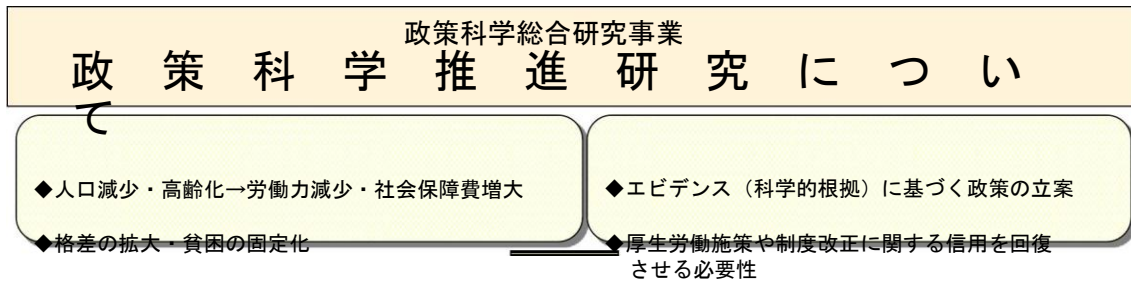 政策科学総合研究事業
政策科学推進研究につい
て
◆人口減少・高齢化→労働力減少・社会保障費増大
◆格差の拡大・貧困の固定化
◆エビデンス（科学的根拠）に基づく政策の立案
◆厚生労働施策や制度改正に関する信用を回復
させる必要性